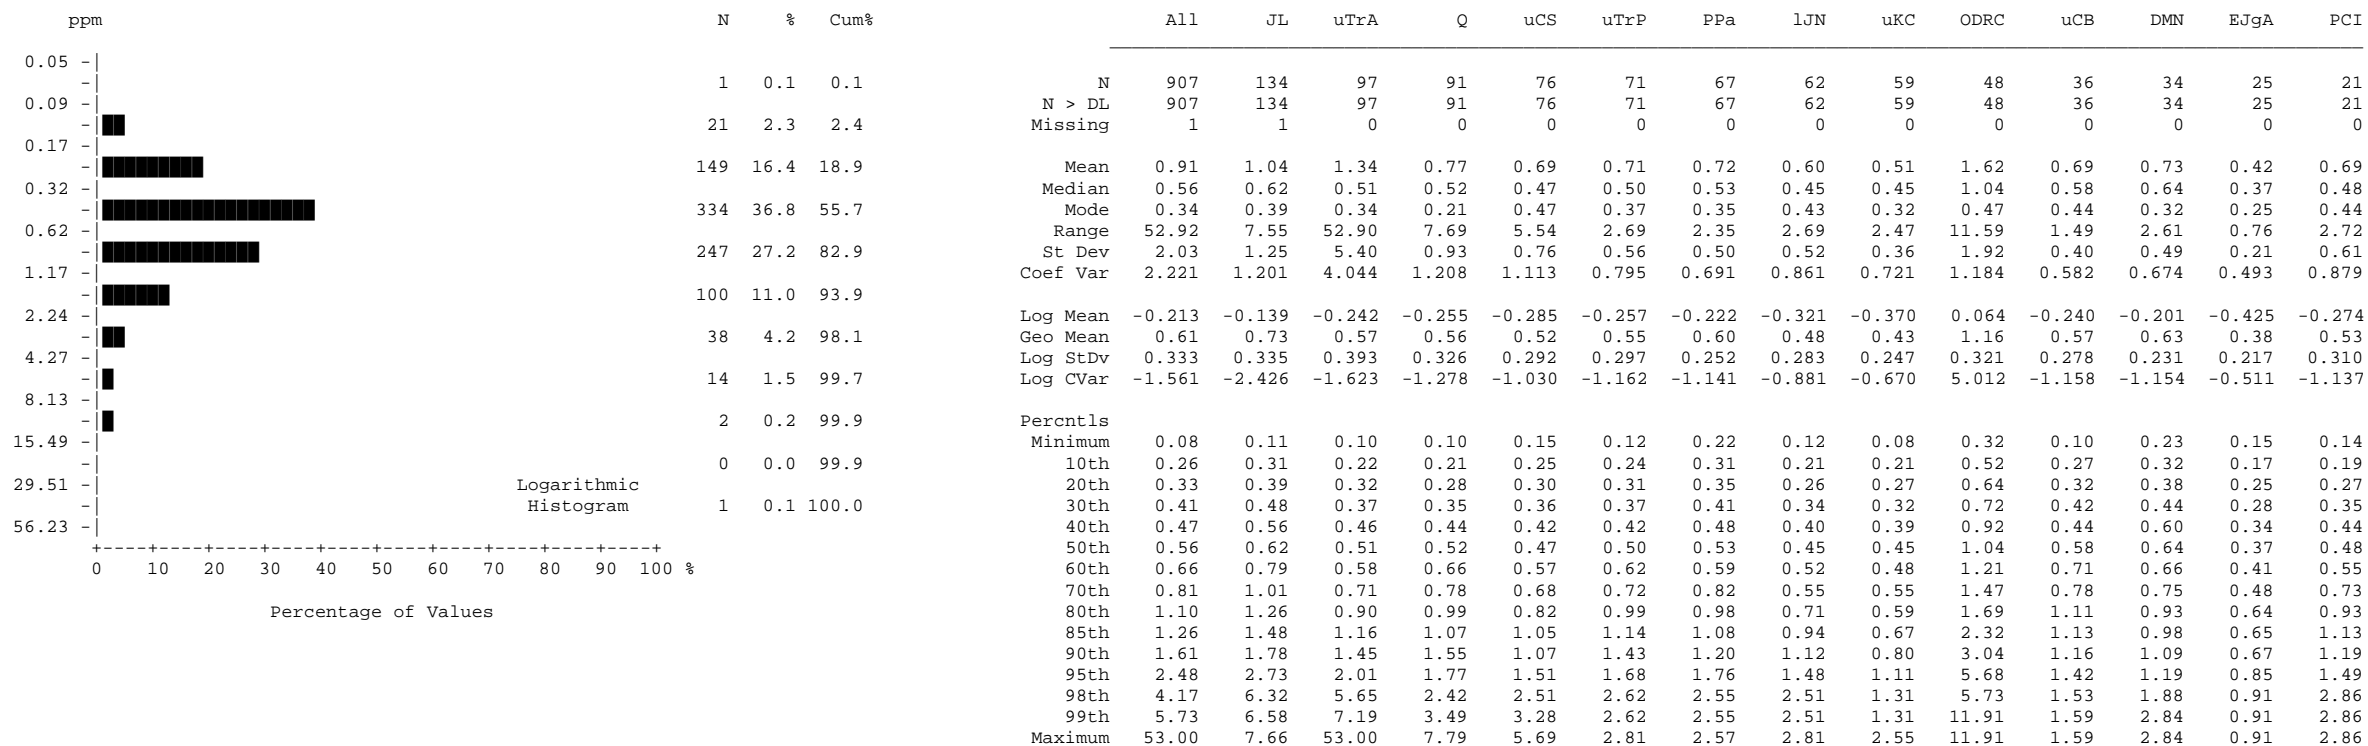 ppm N % Cum% All JL uTrA Q uCS uTrP PPa lJN uKC ODRC uCB DMN EJgA PCI
0.05 -|
-| 1 0.1 0.1 N 907 134 97 91 76 71 67 62 59 48 36 34 25 21
0.09 -| N > DL 907 134 97 91 76 71 67 62 59 48 36 34 25 21
-| 21 2.3 2.4 Missing 1 1 0 0 0 0 0 0 0 0 0 0 0 0
0.17 -|
-| 149 16.4 18.9 Mean 0.91 1.04 1.34 0.77 0.69 0.71 0.72 0.60 0.51 1.62 0.69 0.73 0.42 0.69
0.32 -| Median 0.56 0.62 0.51 0.52 0.47 0.50 0.53 0.45 0.45 1.04 0.58 0.64 0.37 0.48
-| 334 36.8 55.7 Mode 0.34 0.39 0.34 0.21 0.47 0.37 0.35 0.43 0.32 0.47 0.44 0.32 0.25 0.44
0.62 -| Range 52.92 7.55 52.90 7.69 5.54 2.69 2.35 2.69 2.47 11.59 1.49 2.61 0.76 2.72
-| 247 27.2 82.9 St Dev 2.03 1.25 5.40 0.93 0.76 0.56 0.50 0.52 0.36 1.92 0.40 0.49 0.21 0.61
1.17 -| Coef Var 2.221 1.201 4.044 1.208 1.113 0.795 0.691 0.861 0.721 1.184 0.582 0.674 0.493 0.879
-| 100 11.0 93.9
2.24 -| Log Mean -0.213 -0.139 -0.242 -0.255 -0.285 -0.257 -0.222 -0.321 -0.370 0.064 -0.240 -0.201 -0.425 -0.274
-| 38 4.2 98.1 Geo Mean 0.61 0.73 0.57 0.56 0.52 0.55 0.60 0.48 0.43 1.16 0.57 0.63 0.38 0.53
4.27 -| Log StDv 0.333 0.335 0.393 0.326 0.292 0.297 0.252 0.283 0.247 0.321 0.278 0.231 0.217 0.310
-| 14 1.5 99.7 Log CVar -1.561 -2.426 -1.623 -1.278 -1.030 -1.162 -1.141 -0.881 -0.670 5.012 -1.158 -1.154 -0.511 -1.137
8.13 -|
-| 2 0.2 99.9 Percntls
15.49 -| Minimum 0.08 0.11 0.10 0.10 0.15 0.12 0.22 0.12 0.08 0.32 0.10 0.23 0.15 0.14
-| 0 0.0 99.9 10th 0.26 0.31 0.22 0.21 0.25 0.24 0.31 0.21 0.21 0.52 0.27 0.32 0.17 0.19
29.51 -| Logarithmic 20th 0.33 0.39 0.32 0.28 0.30 0.31 0.35 0.26 0.27 0.64 0.32 0.38 0.25 0.27
-| Histogram 1 0.1 100.0 30th 0.41 0.48 0.37 0.35 0.36 0.37 0.41 0.34 0.32 0.72 0.42 0.44 0.28 0.35
56.23 -| 40th 0.47 0.56 0.46 0.44 0.42 0.42 0.48 0.40 0.39 0.92 0.44 0.60 0.34 0.44
+----+----+----+----+----+----+----+----+----+----+ 50th 0.56 0.62 0.51 0.52 0.47 0.50 0.53 0.45 0.45 1.04 0.58 0.64 0.37 0.48
0 10 20 30 40 50 60 70 80 90 100 % 60th 0.66 0.79 0.58 0.66 0.57 0.62 0.59 0.52 0.48 1.21 0.71 0.66 0.41 0.55
70th 0.81 1.01 0.71 0.78 0.68 0.72 0.82 0.55 0.55 1.47 0.78 0.75 0.48 0.73
Percentage of Values 80th 1.10 1.26 0.90 0.99 0.82 0.99 0.98 0.71 0.59 1.69 1.11 0.93 0.64 0.93
85th 1.26 1.48 1.16 1.07 1.05 1.14 1.08 0.94 0.67 2.32 1.13 0.98 0.65 1.13
90th 1.61 1.78 1.45 1.55 1.07 1.43 1.20 1.12 0.80 3.04 1.16 1.09 0.67 1.19
95th 2.48 2.73 2.01 1.77 1.51 1.68 1.76 1.48 1.11 5.68 1.42 1.19 0.85 1.49
98th 4.17 6.32 5.65 2.42 2.51 2.62 2.55 2.51 1.31 5.73 1.53 1.88 0.91 2.86
99th 5.73 6.58 7.19 3.49 3.28 2.62 2.55 2.51 1.31 11.91 1.59 2.84 0.91 2.86
Maximum 53.00 7.66 53.00 7.79 5.69 2.81 2.57 2.81 2.55 11.91 1.59 2.84 0.91 2.86